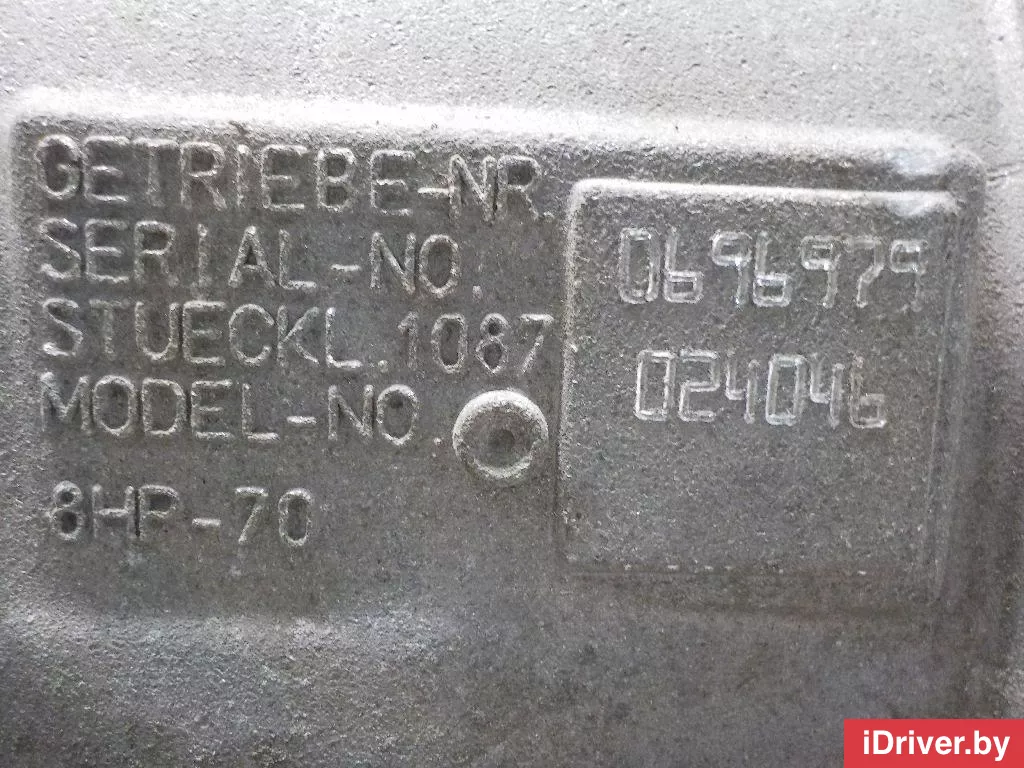 GETRIEBE-NR.
SERIAL-NO.
0696979
STUECKL.1087
MODEL-NO
024046
8HP-70
iDriver.by